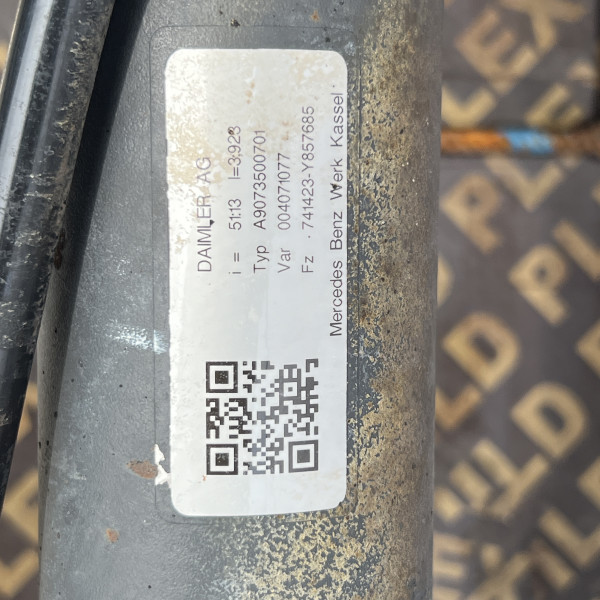 DAIMLER AG
i = 51:13 I=3,923
Typ A9073500701
Var 004071077
Fz 741423-Y857685
Mercedes Benz Werk Kassel